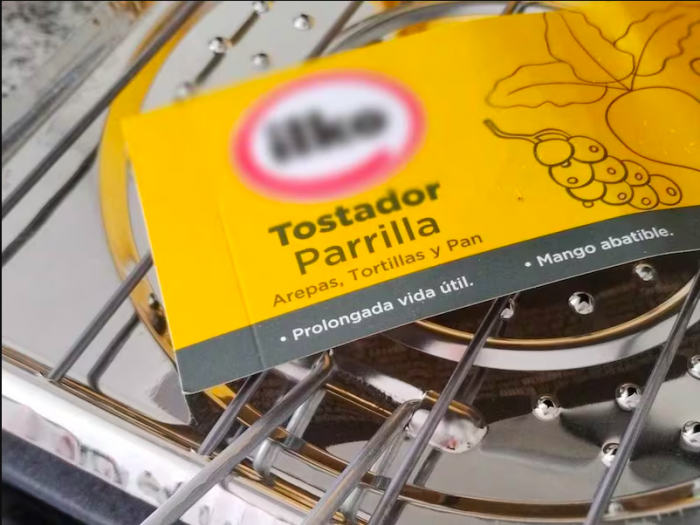 Tostador
Parrilla
Arepas, Tortillas y Pan
• Prolongada vida útil.
• Mango abatible.